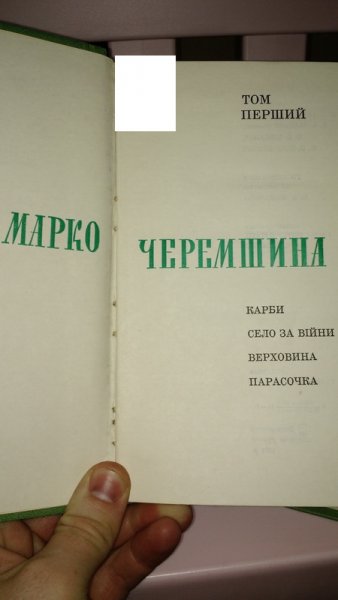 ТОМ
ПЕРШИЙ
МАРКО ЧЕРЕМШИНА
КАРБИ
СЕЛО ЗА ВІЙНИ
ВЕРХОВИНА
ПАРАСОЧКА